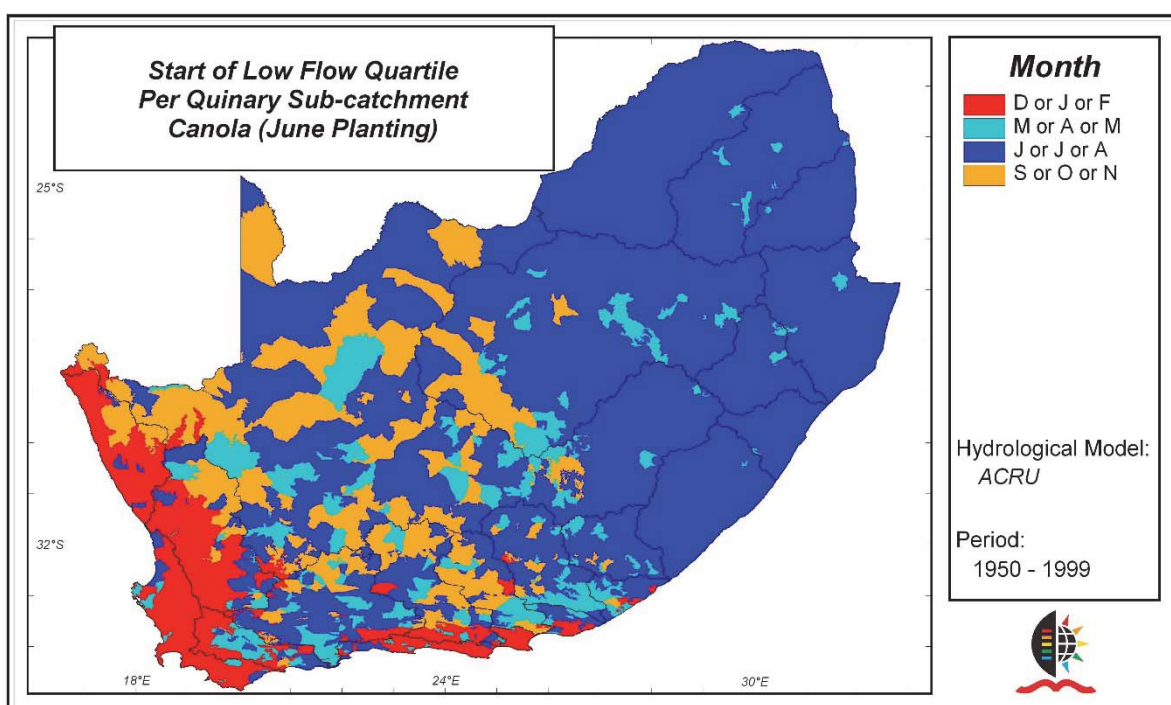 Start of Low Flow Quartile
Per Quinary Sub-catchment
Canola (June Planting)
Month
D or J or F
M or A or M
J or J or A
S or O or N
25°S
32°S
Hydrological Model:
ACRU
Period:
1950 - 1999
18°E
24°E
30°E